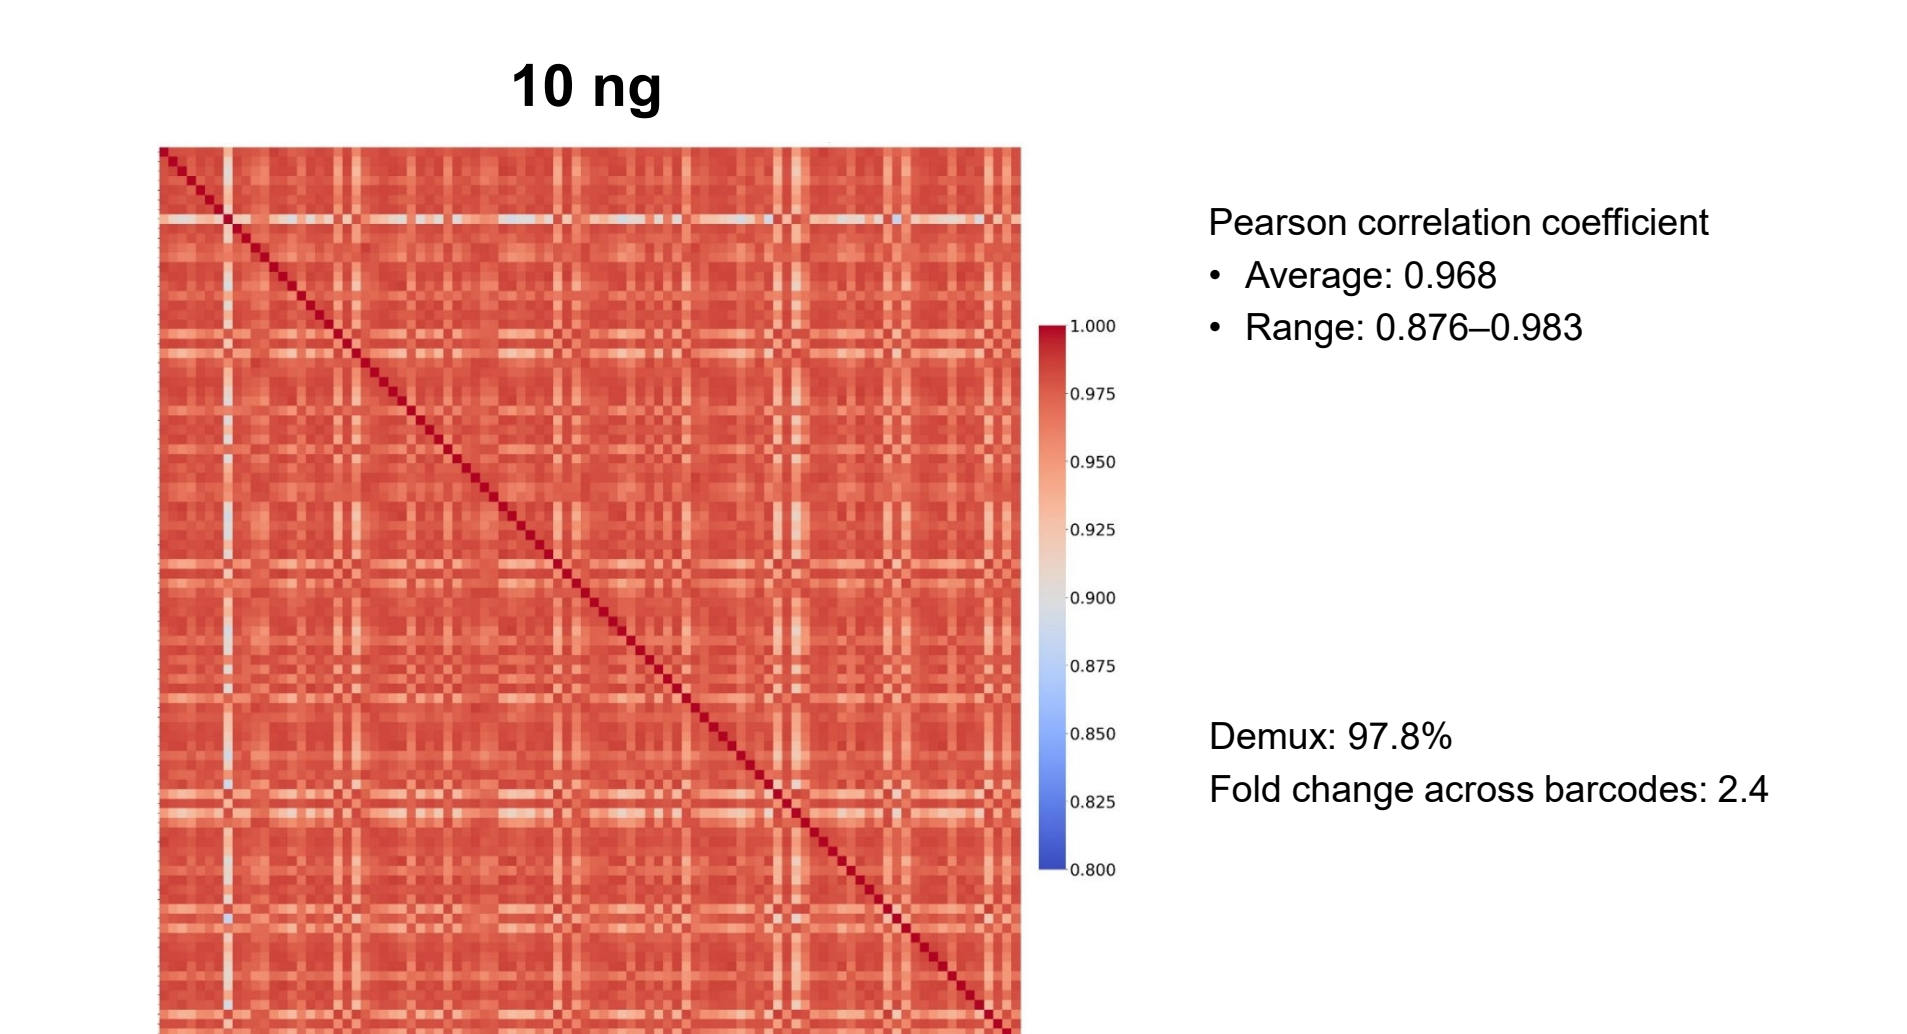 10 ng
Pearson correlation coefficient
• Average: 0.968
• Range: 0.876–0.983
1.000
0.975
0.950
0.925
0.900
0.875
0.850
0.825
0.800
Demux: 97.8%
Fold change across barcodes: 2.4